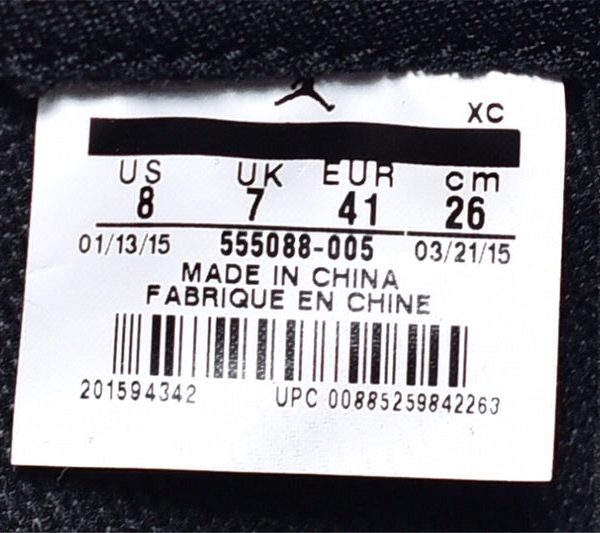 XC
US UK EUR cm
8 7 41 26
01/13/15 555088-005 03/21/15
MADE IN CHINA
FABRIQUE EN CHINE
201594342 UPC 00885259842263